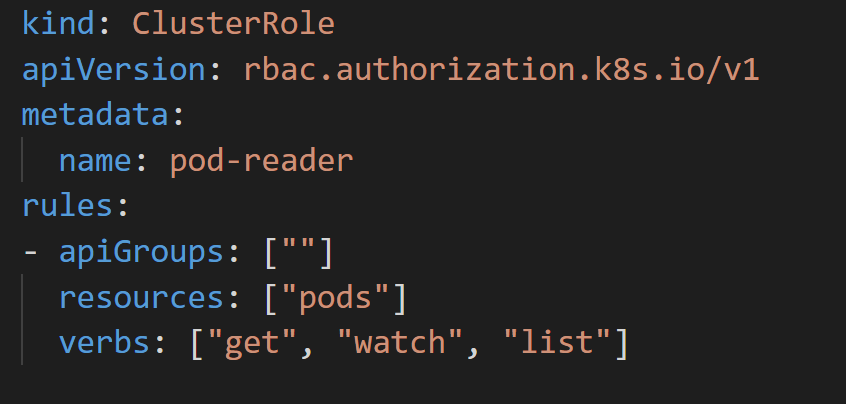 kind: ClusterRole
apiVersion: rbac.authorization.k8s.io/v1
metadata:
  name: pod-reader
rules:
- apiGroups: [""]
  resources: ["pods"]
  verbs: ["get", "watch", "list"]